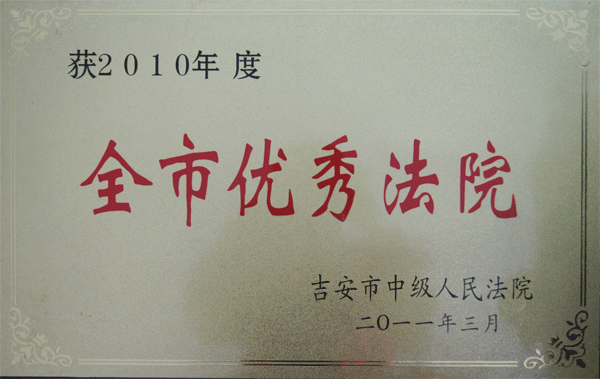 获2010年 度
全市优秀法院
吉安市中级人民法院
二〇一一年三月